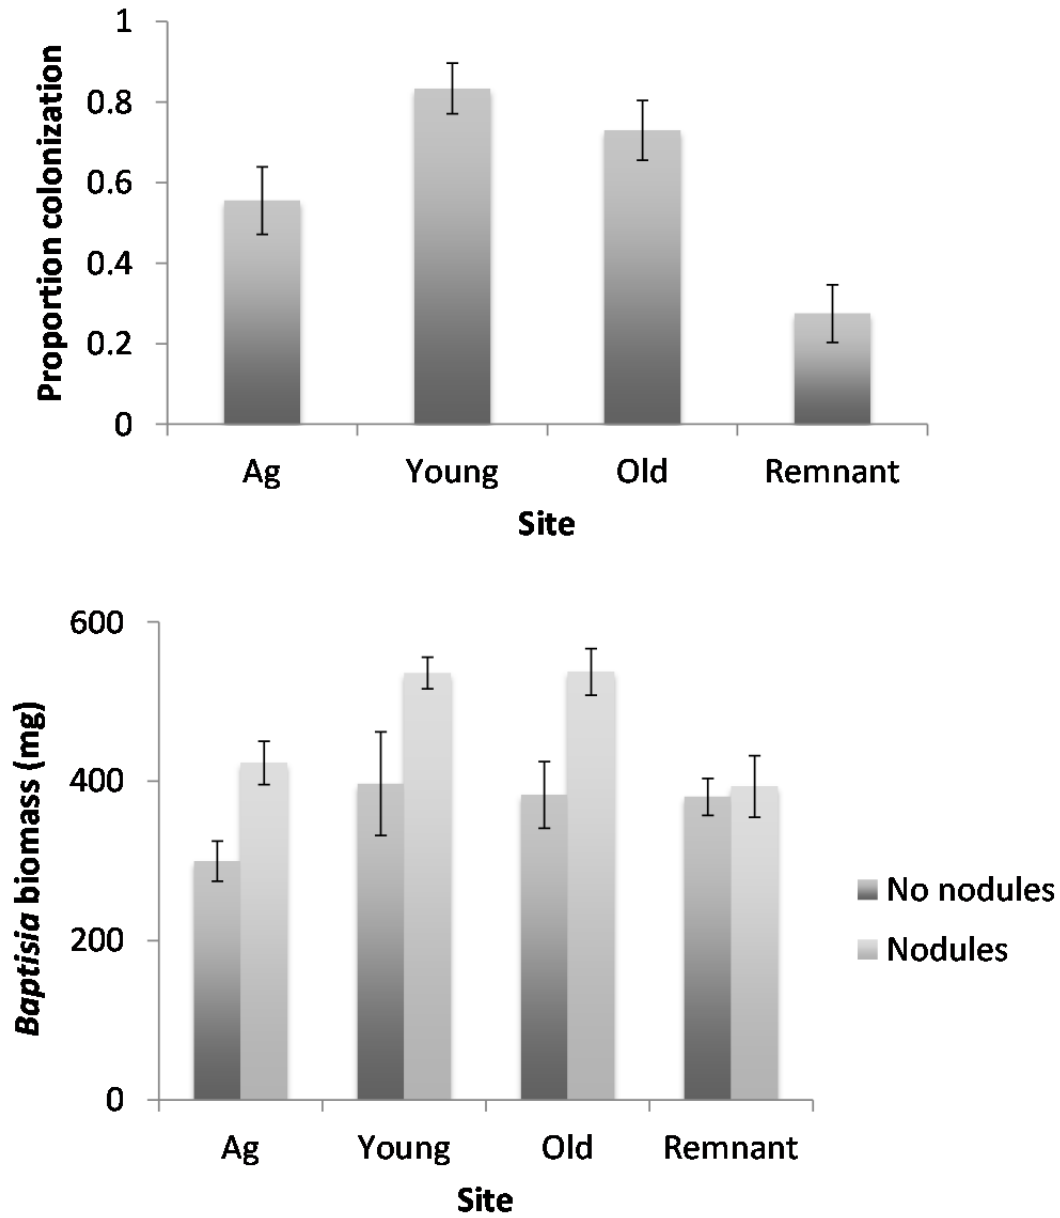 Proportion colonization
1
0.8
0.6
0.4
0.2
0
Ag Young Old Remnant
Site
Baptisia biomass (mg)
600
400
200
0
No nodules
Nodules
Ag Young Old Remnant
Site